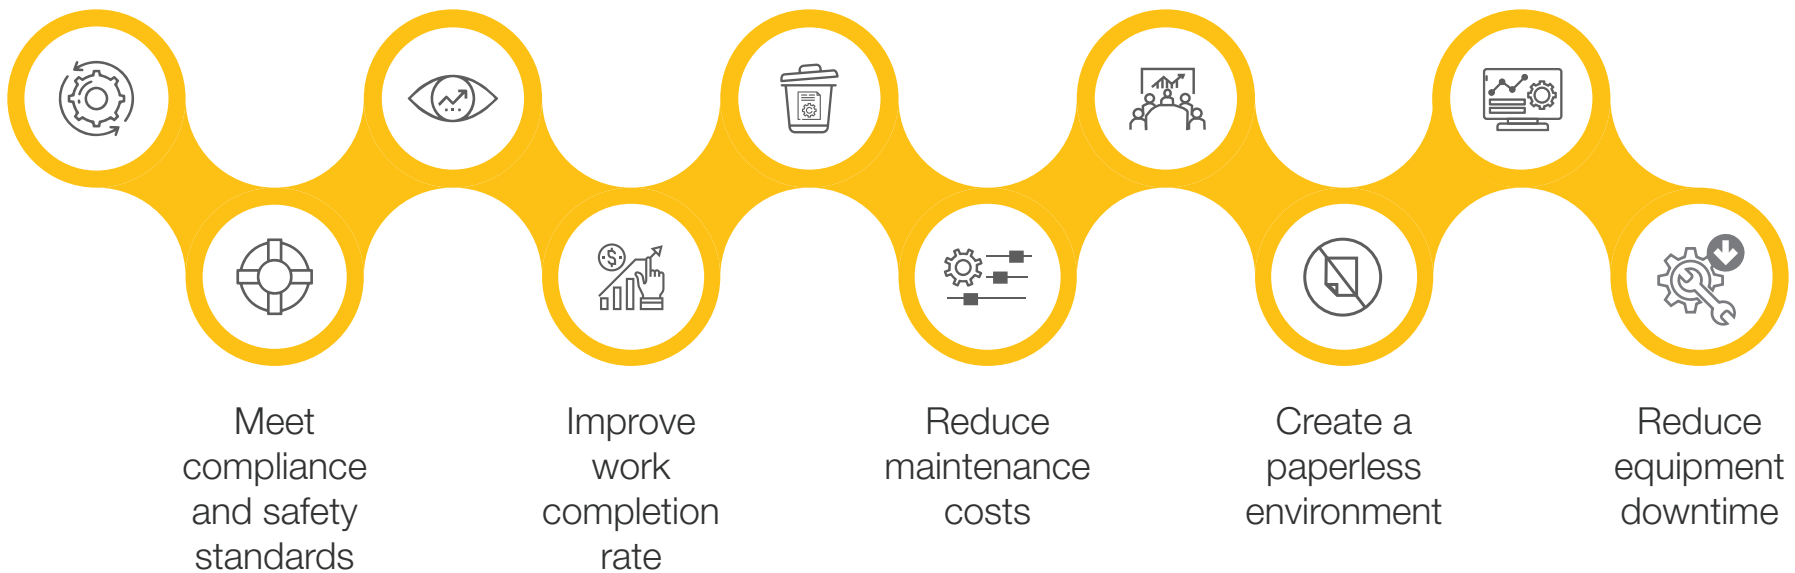 Meet
compliance
and safety
standards
Improve
work
completion
rate
Reduce
maintenance
costs
Create a
paperless
environment
Reduce
equipment
downtime